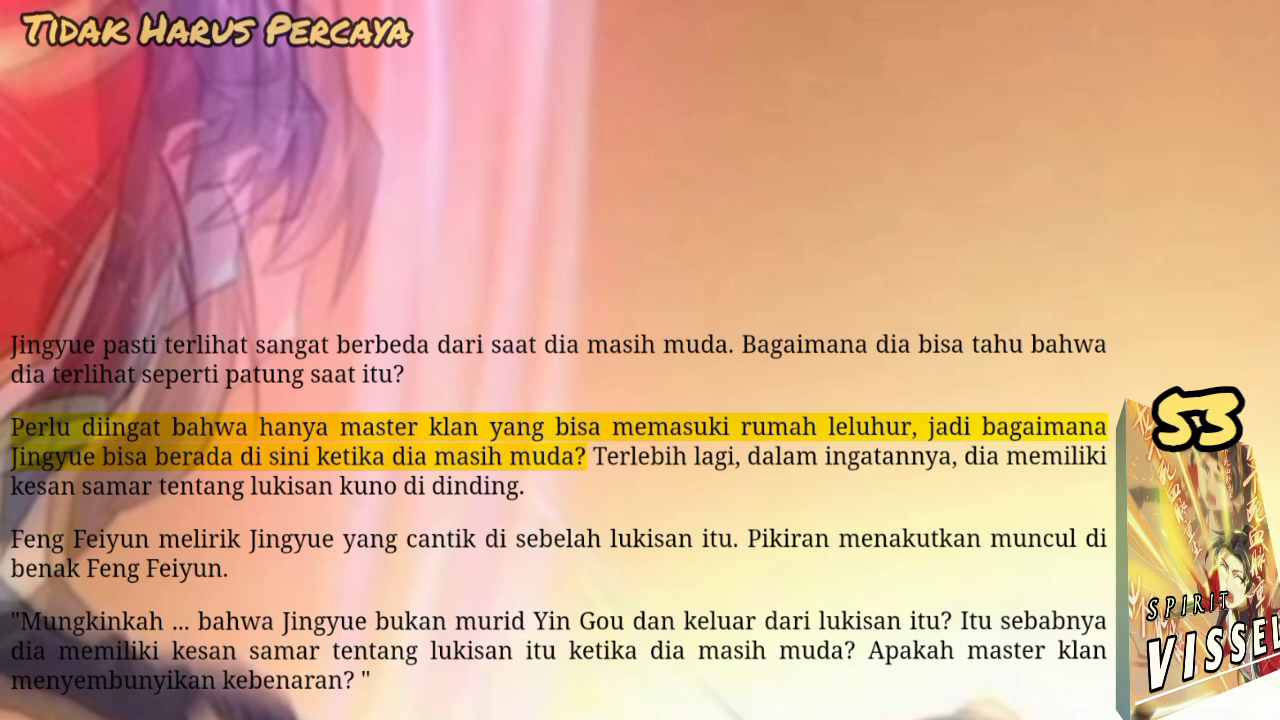 Tidak Harus Percaya
Jingyue pasti terlihat sangat berbeda dari saat dia masih muda. Bagaimana dia bisa tahu bahwa
dia terlihat seperti patung saat itu?
Perlu diingat bahwa hanya master klan yang bisa memasuki rumah leluhur, jadi bagaimana
Jingyue bisa berada di sini ketika dia masih muda? Terlebih lagi, dalam ingatannya, dia memiliki
kesan samar tentang lukisan kuno di dinding.
Feng Feiyun melirik Jingyue yang cantik di sebelah lukisan itu. Pikiran menakutkan muncul di
benak Feng Feiyun.
"Mungkinkah ... bahwa Jingyue bukan murid Yin Gou dan keluar dari lukisan itu? Itu sebabnya
dia memiliki kesan samar tentang lukisan itu ketika dia masih muda? Apakah master klan
menyembunyikan kebenaran? "
53
SPIRIT
VISSEL